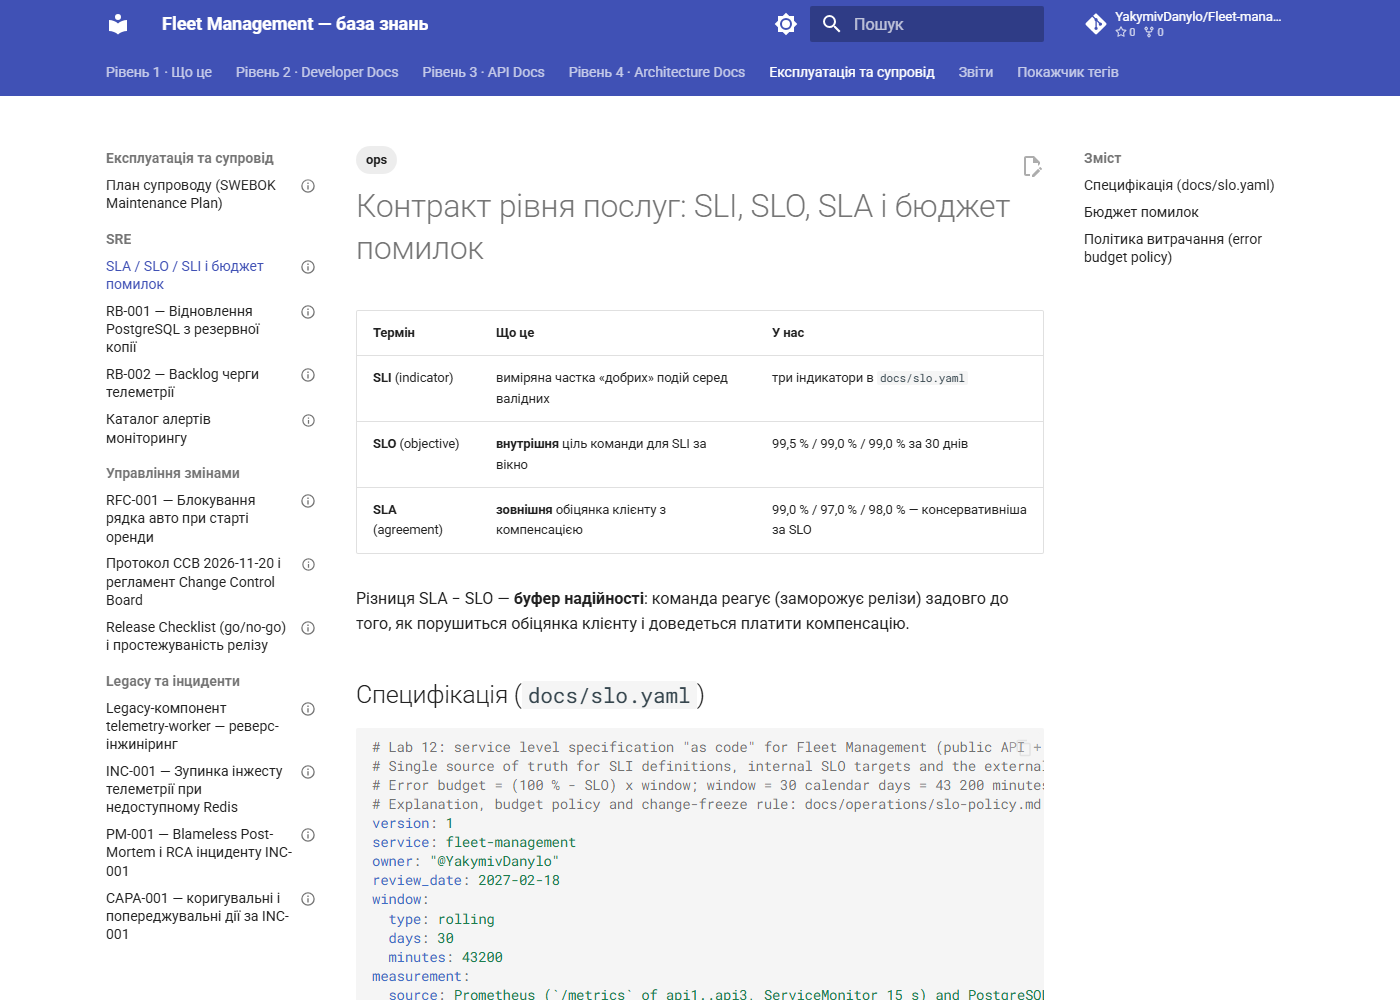 Fleet Management — база знань
Пошук
YakymivDanylo/Fleet-mana...
0 0
Рівень 1 · Що це
Рівень 2 · Developer Docs
Рівень 3 · API Docs
Рівень 4 · Architecture Docs
Експлуатація та супровід
Звіти
Покажчик тегів
Експлуатація та супровід
План супроводу (SWEBOK
Maintenance Plan)
SRE
SLA / SLO / SLI і бюджет
помилок
RB-001 — Відновлення
PostgreSQL з резервної
копії
RB-002 — Backlog черги
телеметрії
Каталог алертів
моніторингу
Управління змінами
RFC-001 — Блокування
рядка авто при старті
оренди
Протокол CCB 2026-11-20 і
регламент Change Control
Board
Release Checklist (go/no-go)
і простежуваність релізу
Legacy та інциденти
Legacy-компонент
telemetry-worker — реверс-
інжиніринг
INC-001 — Зупинка інжесту
телеметрії при
недоступному Redis
PM-001 — Blameless Post-
Mortem і RCA інциденту INC-
001
CAPA-001 — коригувальні і
попереджувальні дії за INC-
001
ops
Контракт рівня послуг: SLI, SLO, SLA і бюджет
помилок
Термін Що це У нас
SLI (indicator) виміряна частка «добрих» подій серед три індикатори в docs/slo.yaml
валідних
SLO (objective) внутрішня ціль команди для SLI за 99,5 % / 99,0 % / 99,0 % за 30 днів
вікно
SLA зовнішня обіцянка клієнту з 99,0 % / 97,0 % / 98,0 % — консервативніша
(agreement) компенсацією за SLO
Різниця SLA − SLO — буфер надійності: команда реагує (заморожує релізи) задовго до
того, як порушиться обіцянка клієнту і доведеться платити компенсацію.
Специфікація (docs/slo.yaml)
# Lab 12: service level specification "as code" for Fleet Management (public API +
# Single source of truth for SLI definitions, internal SLO targets and the external
# Error budget = (100 % - SLO) x window; window = 30 calendar days = 43 200 minutes
# Explanation, budget policy and change-freeze rule: docs/operations/slo-policy.md
version: 1
service: fleet-management
owner: "@YakymivDanylo"
review_date: 2027-02-18
window:
type: rolling
days: 30
minutes: 43200
measurement:
source: Prometheus (`/metrics` of api1..api3, ServiceMonitor 15 s) and PostgreSQL
Зміст
Специфікація (docs/slo.yaml)
Бюджет помилок
Політика витрачання (error
budget policy)